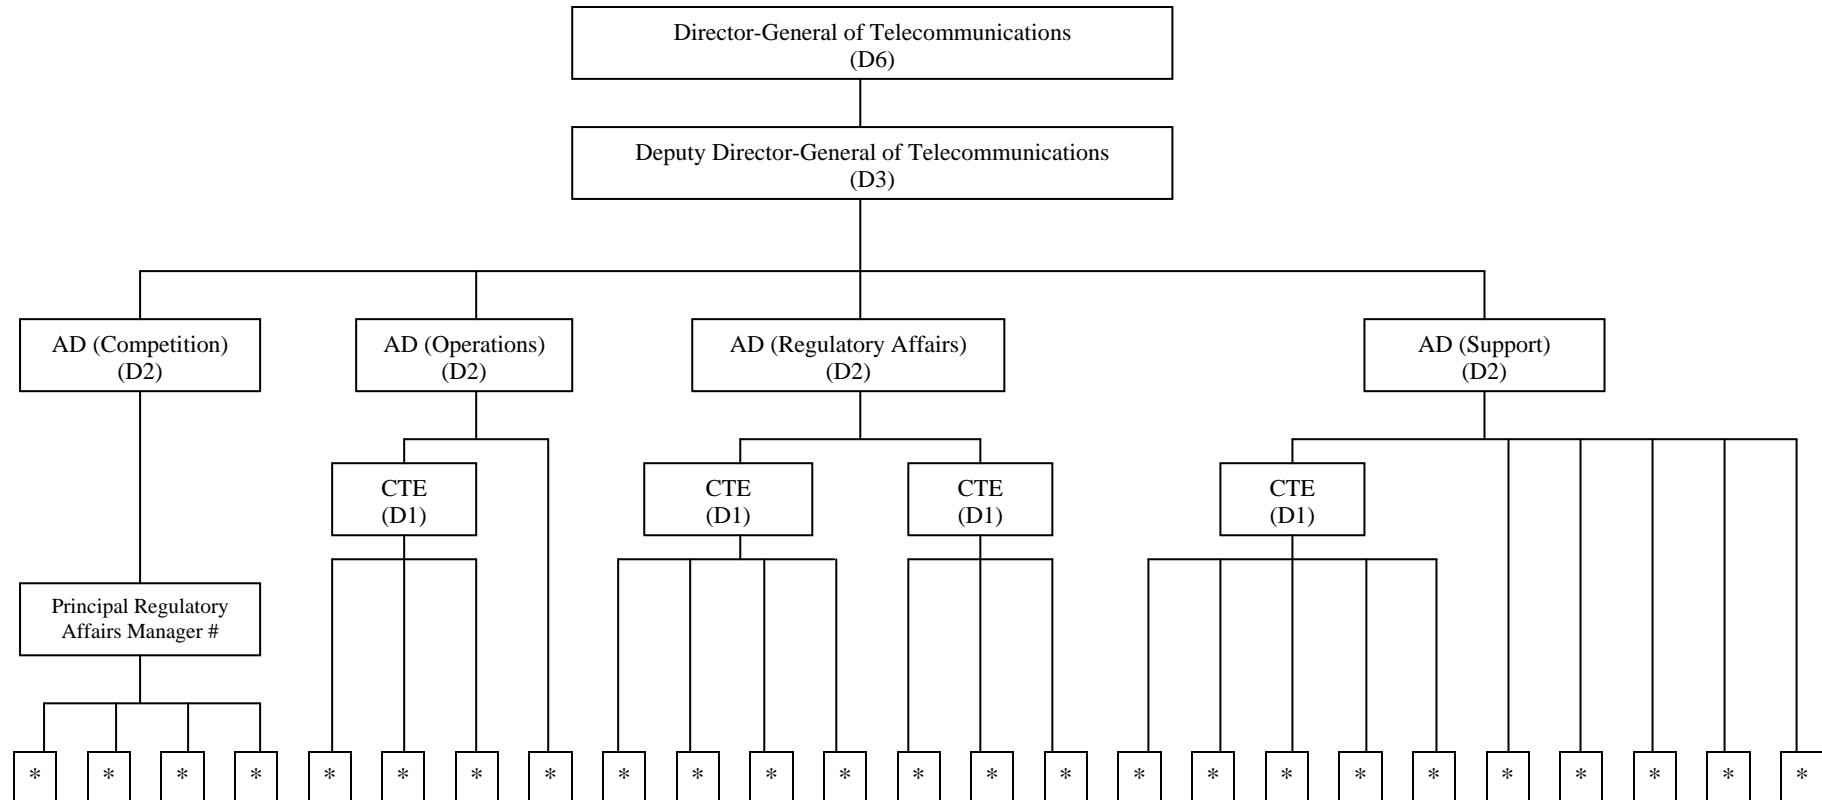 Director-General of Telecommunications
(D6)
Deputy Director-General of Telecommunications
(D3)
AD (Competition)
(D2)
AD (Operations)
(D2)
AD (Regulatory Affairs)
(D2)
AD (Support)
(D2)
CTE
(D1)
CTE
(D1)
CTE
(D1)
CTE
(D1)
Principal Regulatory
Affairs Manager #
* * * * * * * * * * * * * * * * * * * * * * * * *